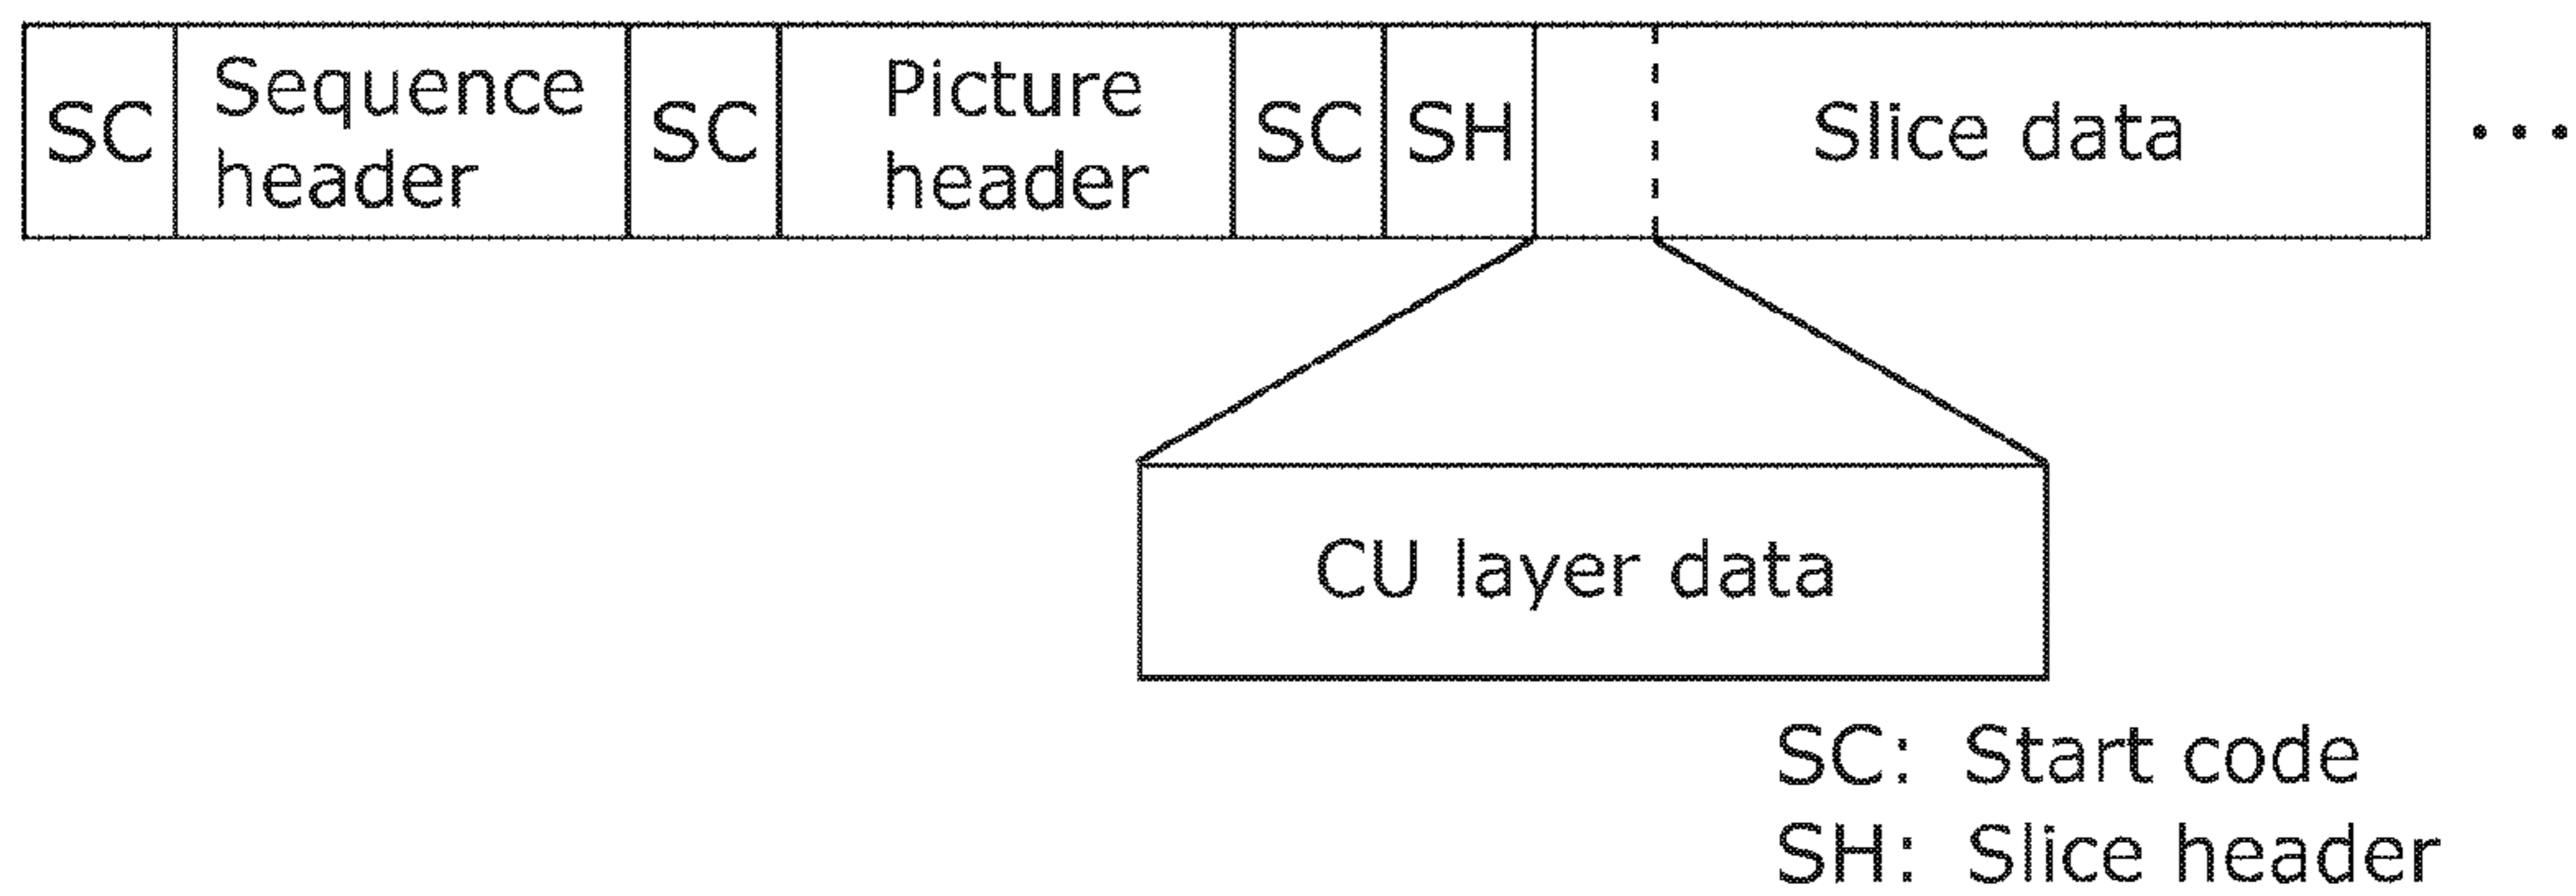 SC
Sequence
header
SC
Picture
header
SC
SH
Slice data
...
CU layer data
SC: Start code
SH: Slice header